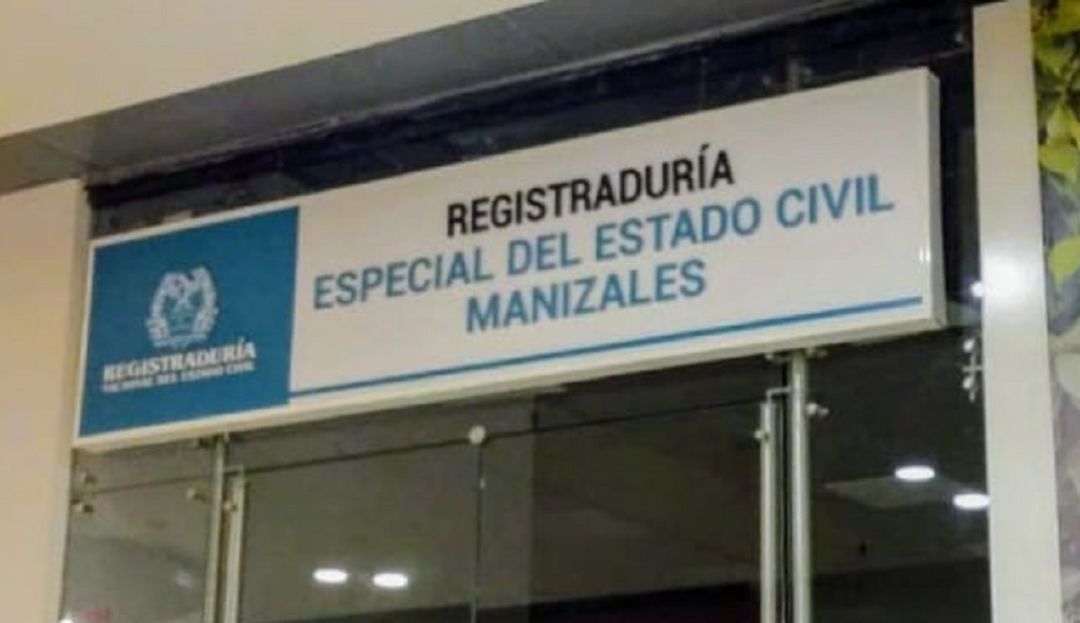 REGISTRADURÍA
NACIONAL DEL ESTADO CIVIL
REGISTRADURÍA
ESPECIAL DEL ESTADO CIVIL
MANIZALES